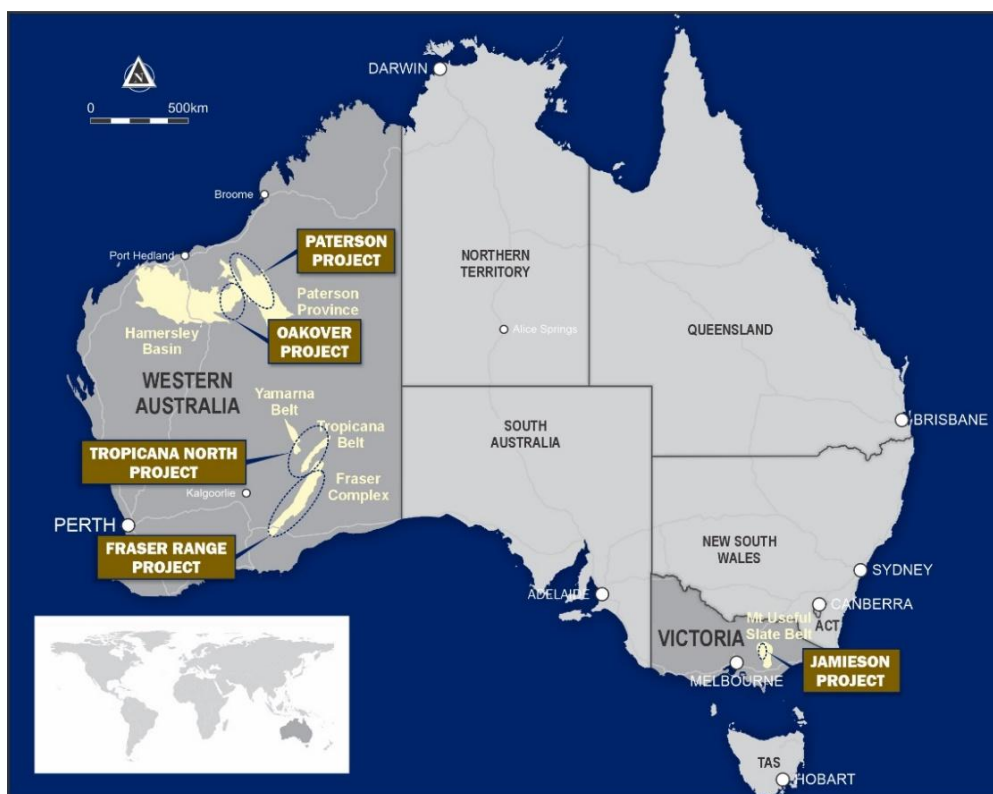 DARWIN
N
0 500km
Broome
Port Hedland
PATERSON
PROJECT
Paterson
Province
OAKOVER
PROJECT
Hamersley
Basin
NORTHERN
TERRITORY
Alice Springs
QUEENSLAND
WESTERN
AUSTRALIA
Yamarna
Belt
Tropicana
Belt
TROPICANA NORTH
PROJECT
Fraser
Complex
Kalgoorlie
PERTH
FRASER RANGE
PROJECT
SOUTH
AUSTRALIA
BRISBANE
NEW SOUTH
WALES
SYDNEY
ADELAIDE
CANBERRA
ACT
Mt Useful
Slate Belt
VICTORIA
MELBOURNE
JAMIESON
PROJECT
TAS
HOBART